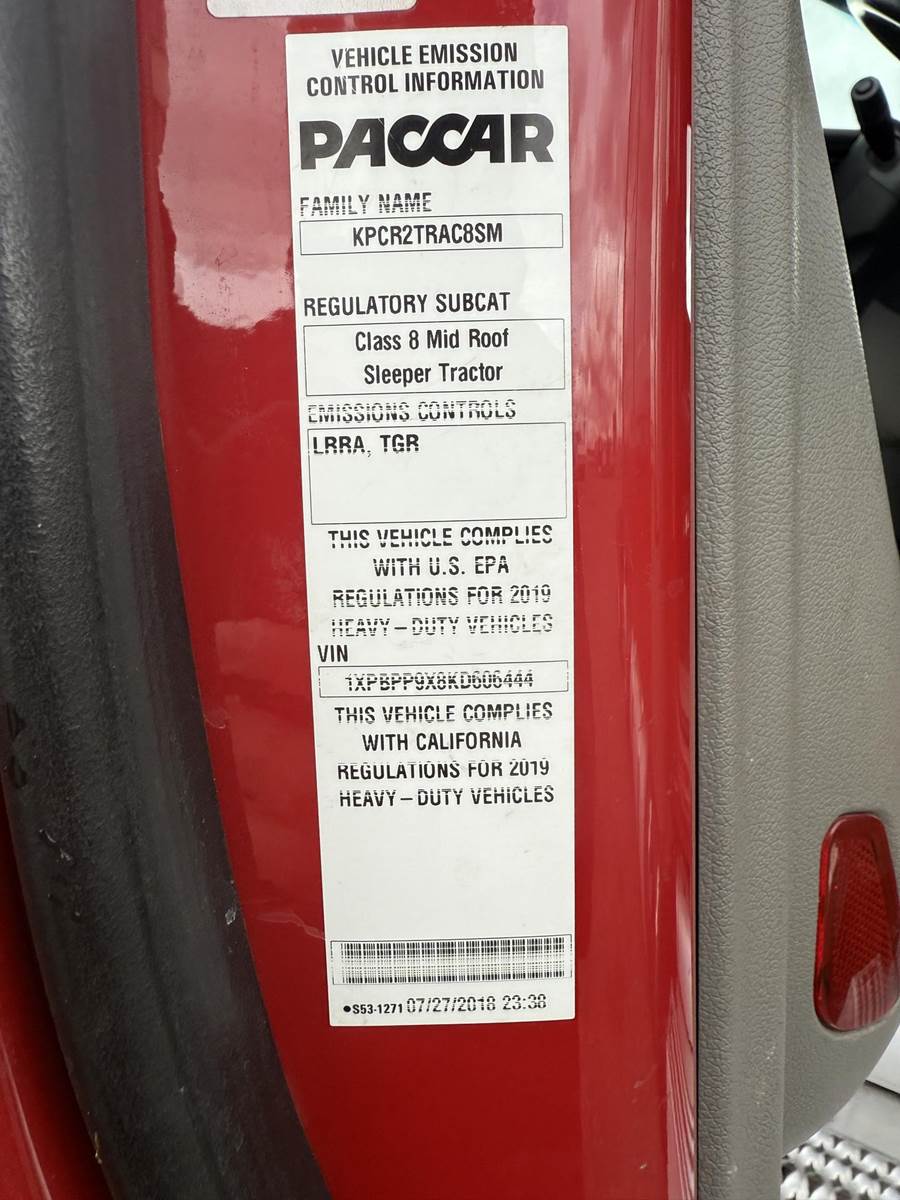 VEHICLE EMISSION
CONTROL INFORMATION
PACCAR
FAMILY NAME
KPCR2TRAC8SM
REGULATORY SUBCAT
Class 8 Mid Roof
Sleeper Tractor
EMISSIONS CONTROLS
LRRA, TGR
THIS VEHICLE COMPLIES
WITH U.S. EPA
REGULATIONS FOR 2019
HEAVY-DUTY VEHICLES
VIN
1XPBPP9X8KD606444
THIS VEHICLE COMPLIES
WITH CALIFORNIA
REGULATIONS FOR 2019
HEAVY-DUTY VEHICLES
●S53-1271 07/27/2018 23:38